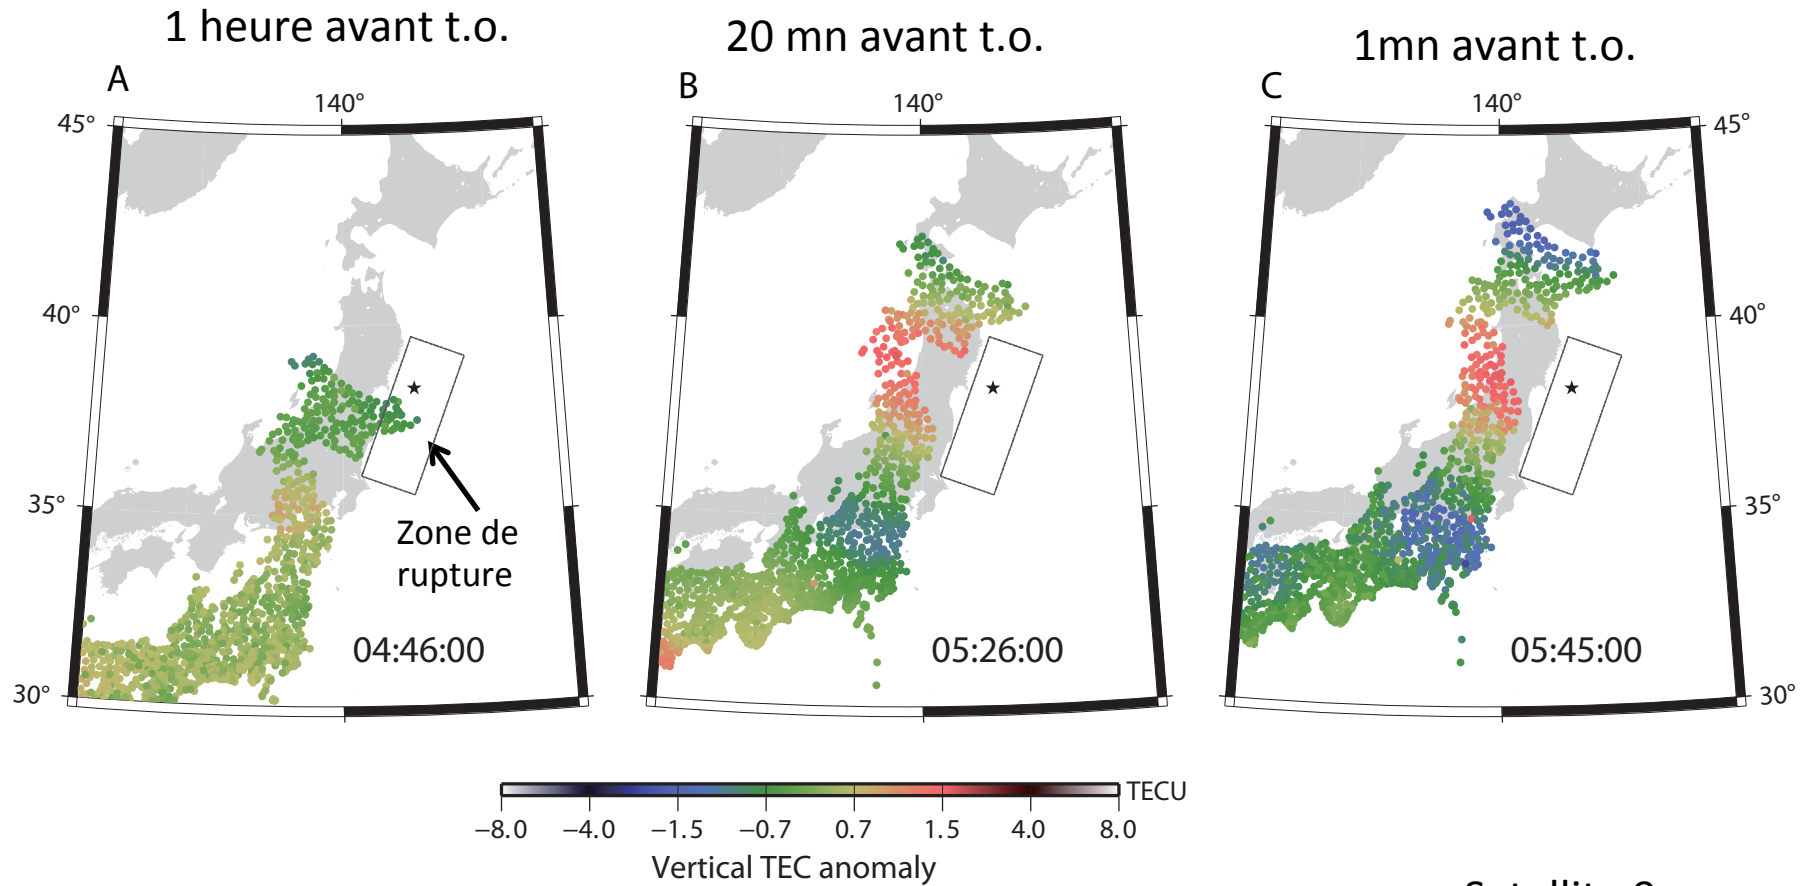 1 heure avant t.o.
20 mn avant t.o.
1mn avant t.o.
A
B
C
140°
140°
140°
45°
45°
40°
40°
35°
35°
Zone de
rupture
04:46:00
05:26:00
05:45:00
30°
30°
TECU
−8.0 −4.0 −1.5 −0.7 0.7 1.5 4.0 8.0
Vertical TEC anomaly